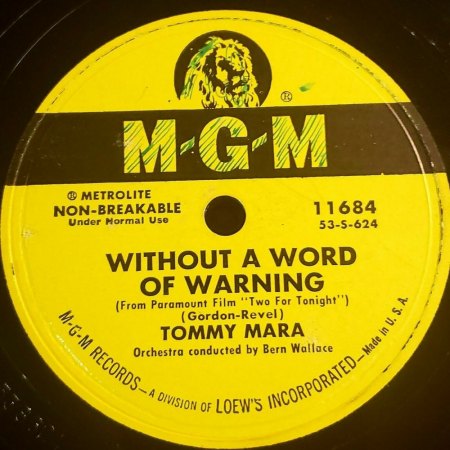 ®
M-G-M
® METROLITE
NON-BREAKABLE
Under Normal Use
11684
53-S-624
WITHOUT A WORD
OF WARNING
(From Paramount Film "Two For Tonight")
(Gordon-Revel)
TOMMY MARA
Orchestra conducted by Bern Wallace
M-G-M RECORDS—A DIVISION OF LOEW'S INCORPORATED—Made in U.S.A.